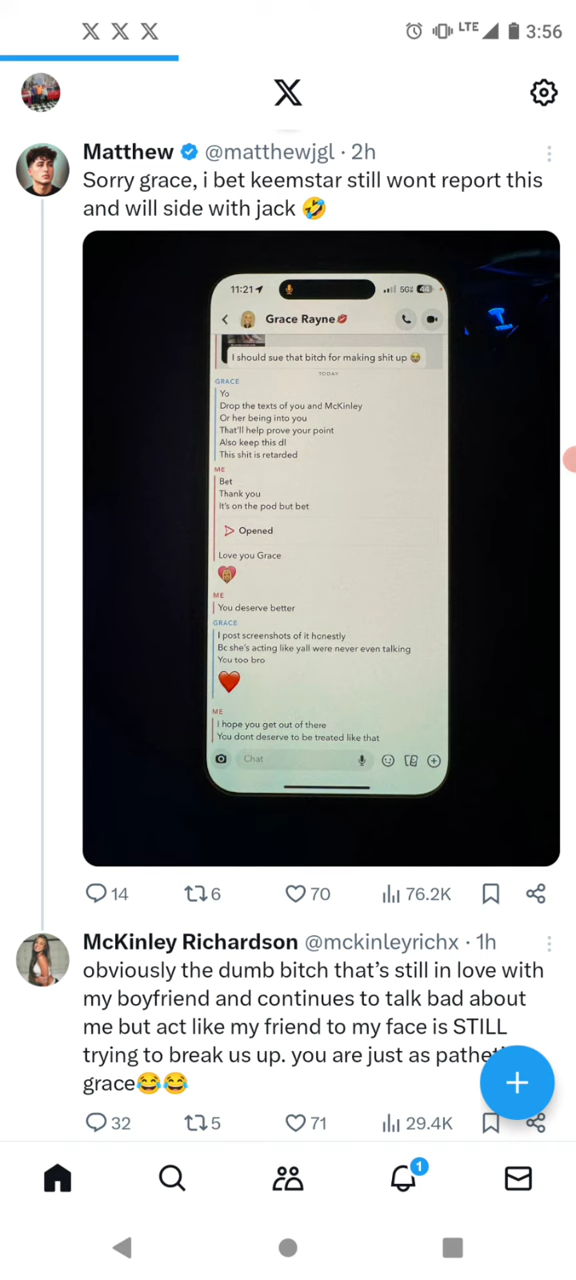 X X X
LTE 3:56
X
Matthew @matthewjgl · 2h
Sorry grace, i bet keemstar still wont report this
and will side with jack 🤣
11:21 5G 48
Grace Rayne💋
I should sue that bitch for making shit up 😭
TODAY
GRACE
Yo
Drop the texts of you and McKinley
Or her being into you
That'll help prove your point
Also keep this dl
This shit is retarded
ME
Bet
Thank you
It's on the pod but bet
Opened
Love you Grace
ME
You deserve better
GRACE
I post screenshots of it honestly
Bc she's acting like yall were never even talking
You too bro
❤️
ME
I hope you get out of there
You dont deserve to be treated like that
Chat
14 6 70 76.2K
McKinley Richardson @mckinleyrichx · 1h
obviously the dumb bitch that's still in love with
my boyfriend and continues to talk bad about
me but act like my friend to my face is STILL
trying to break us up. you are just as pathe
grace😂😂
32 5 71 29.4K
1